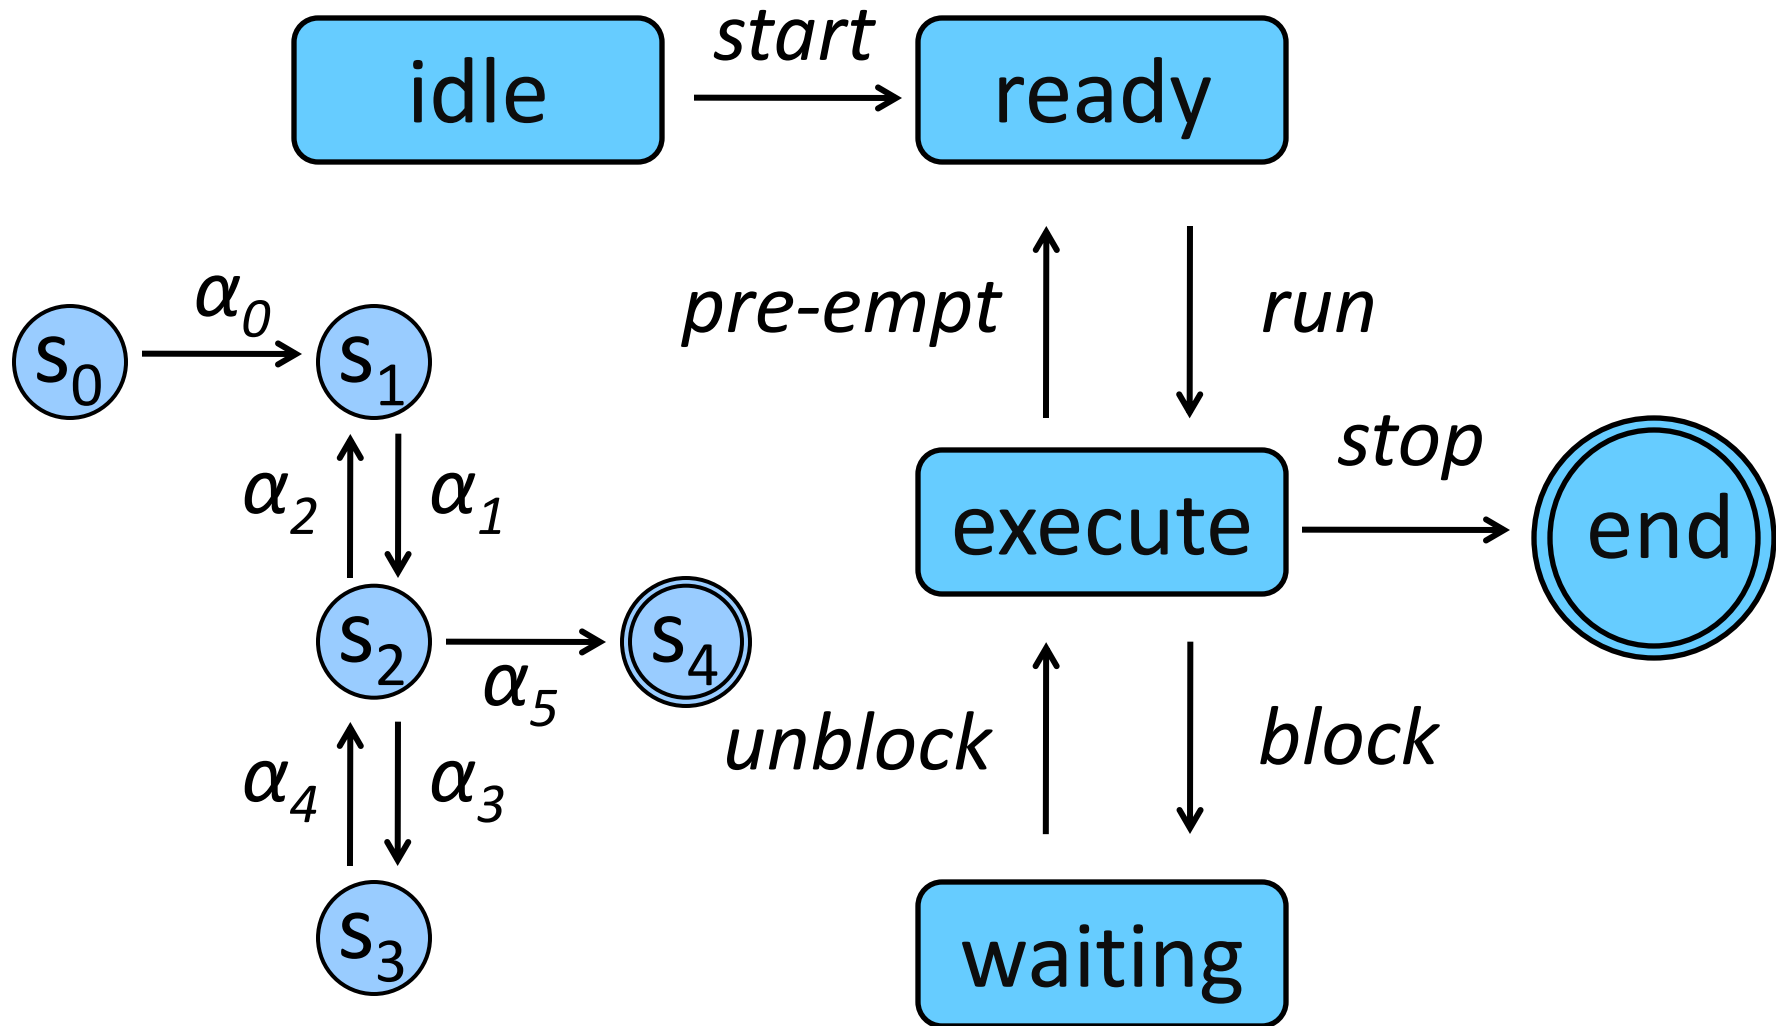 idle
start
ready
s₀
α₀
s₁
α₂
α₁
s₂
α₅
s₄
α₄
α₃
s₃
pre-empt
run
execute
stop
end
unblock
block
waiting